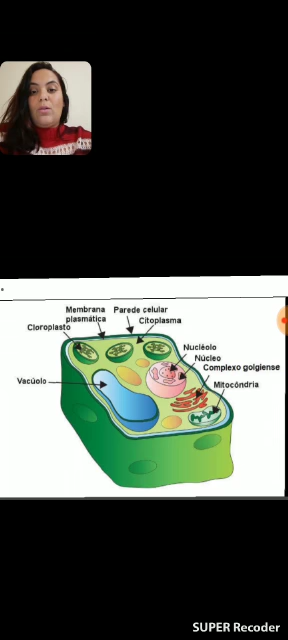 Membrana
plasmática
Parede celular
Citoplasma
Cloroplasto
Nucléolo
Núcleo
Complexo golgiense
Vacúolo
Mitocôndria
SUPER Recoder